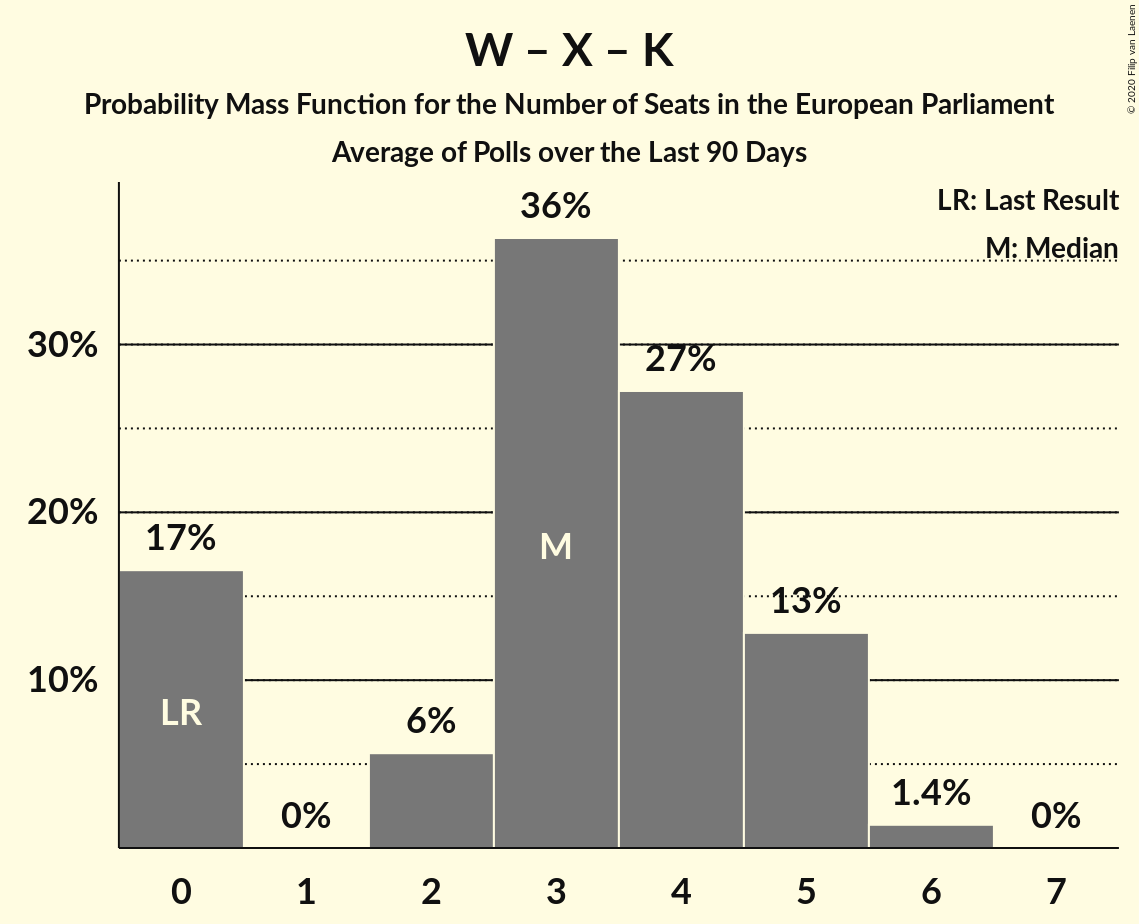 W – X – K
Probability Mass Function for the Number of Seats in the European Parliament
Average of Polls over the Last 90 Days
© 2020 Filip van Laenen
LR: Last Result
M: Median
36%
30%
27%
20%
17%
M
13%
10%
LR
6%
1.4%
0%
0%
0 1 2 3 4 5 6 7